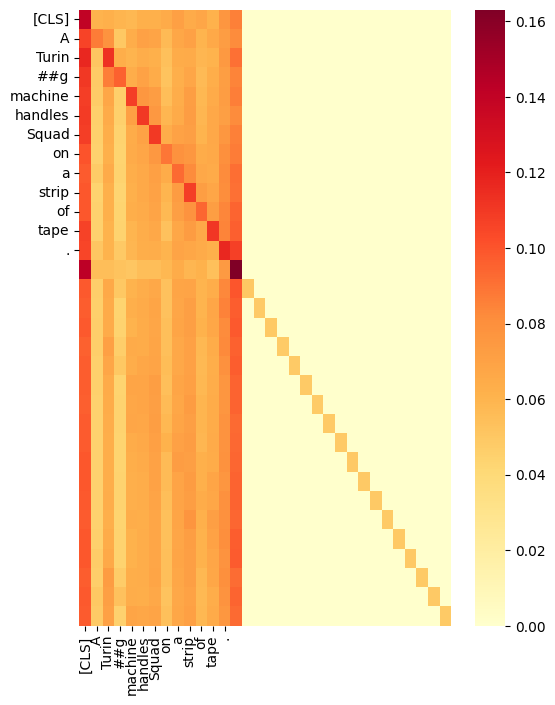 [CLS]
A
Turin
##g
machine
handles
Squad
on
a
strip
of
tape
.
[CLS]
A
Turin
##g
machine
handles
Squad
on
a
strip
of
tape
.
0.16
0.14
0.12
0.10
0.08
0.06
0.04
0.02
0.00